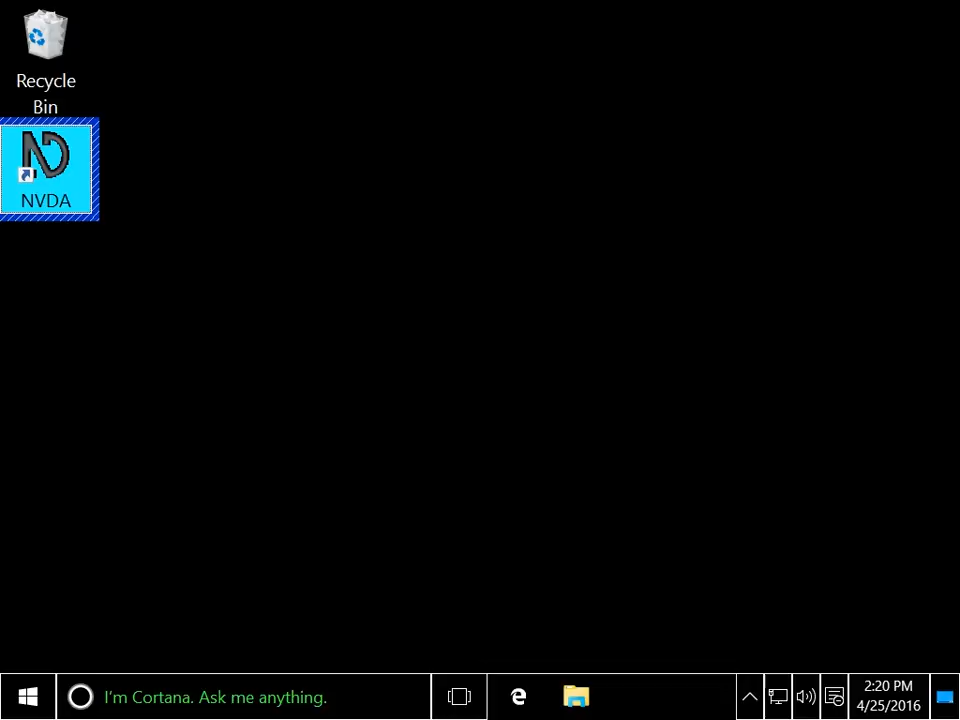 Recycle
Bin
NVDA
I'm Cortana. Ask me anything.
2:20 PM
4/25/2016